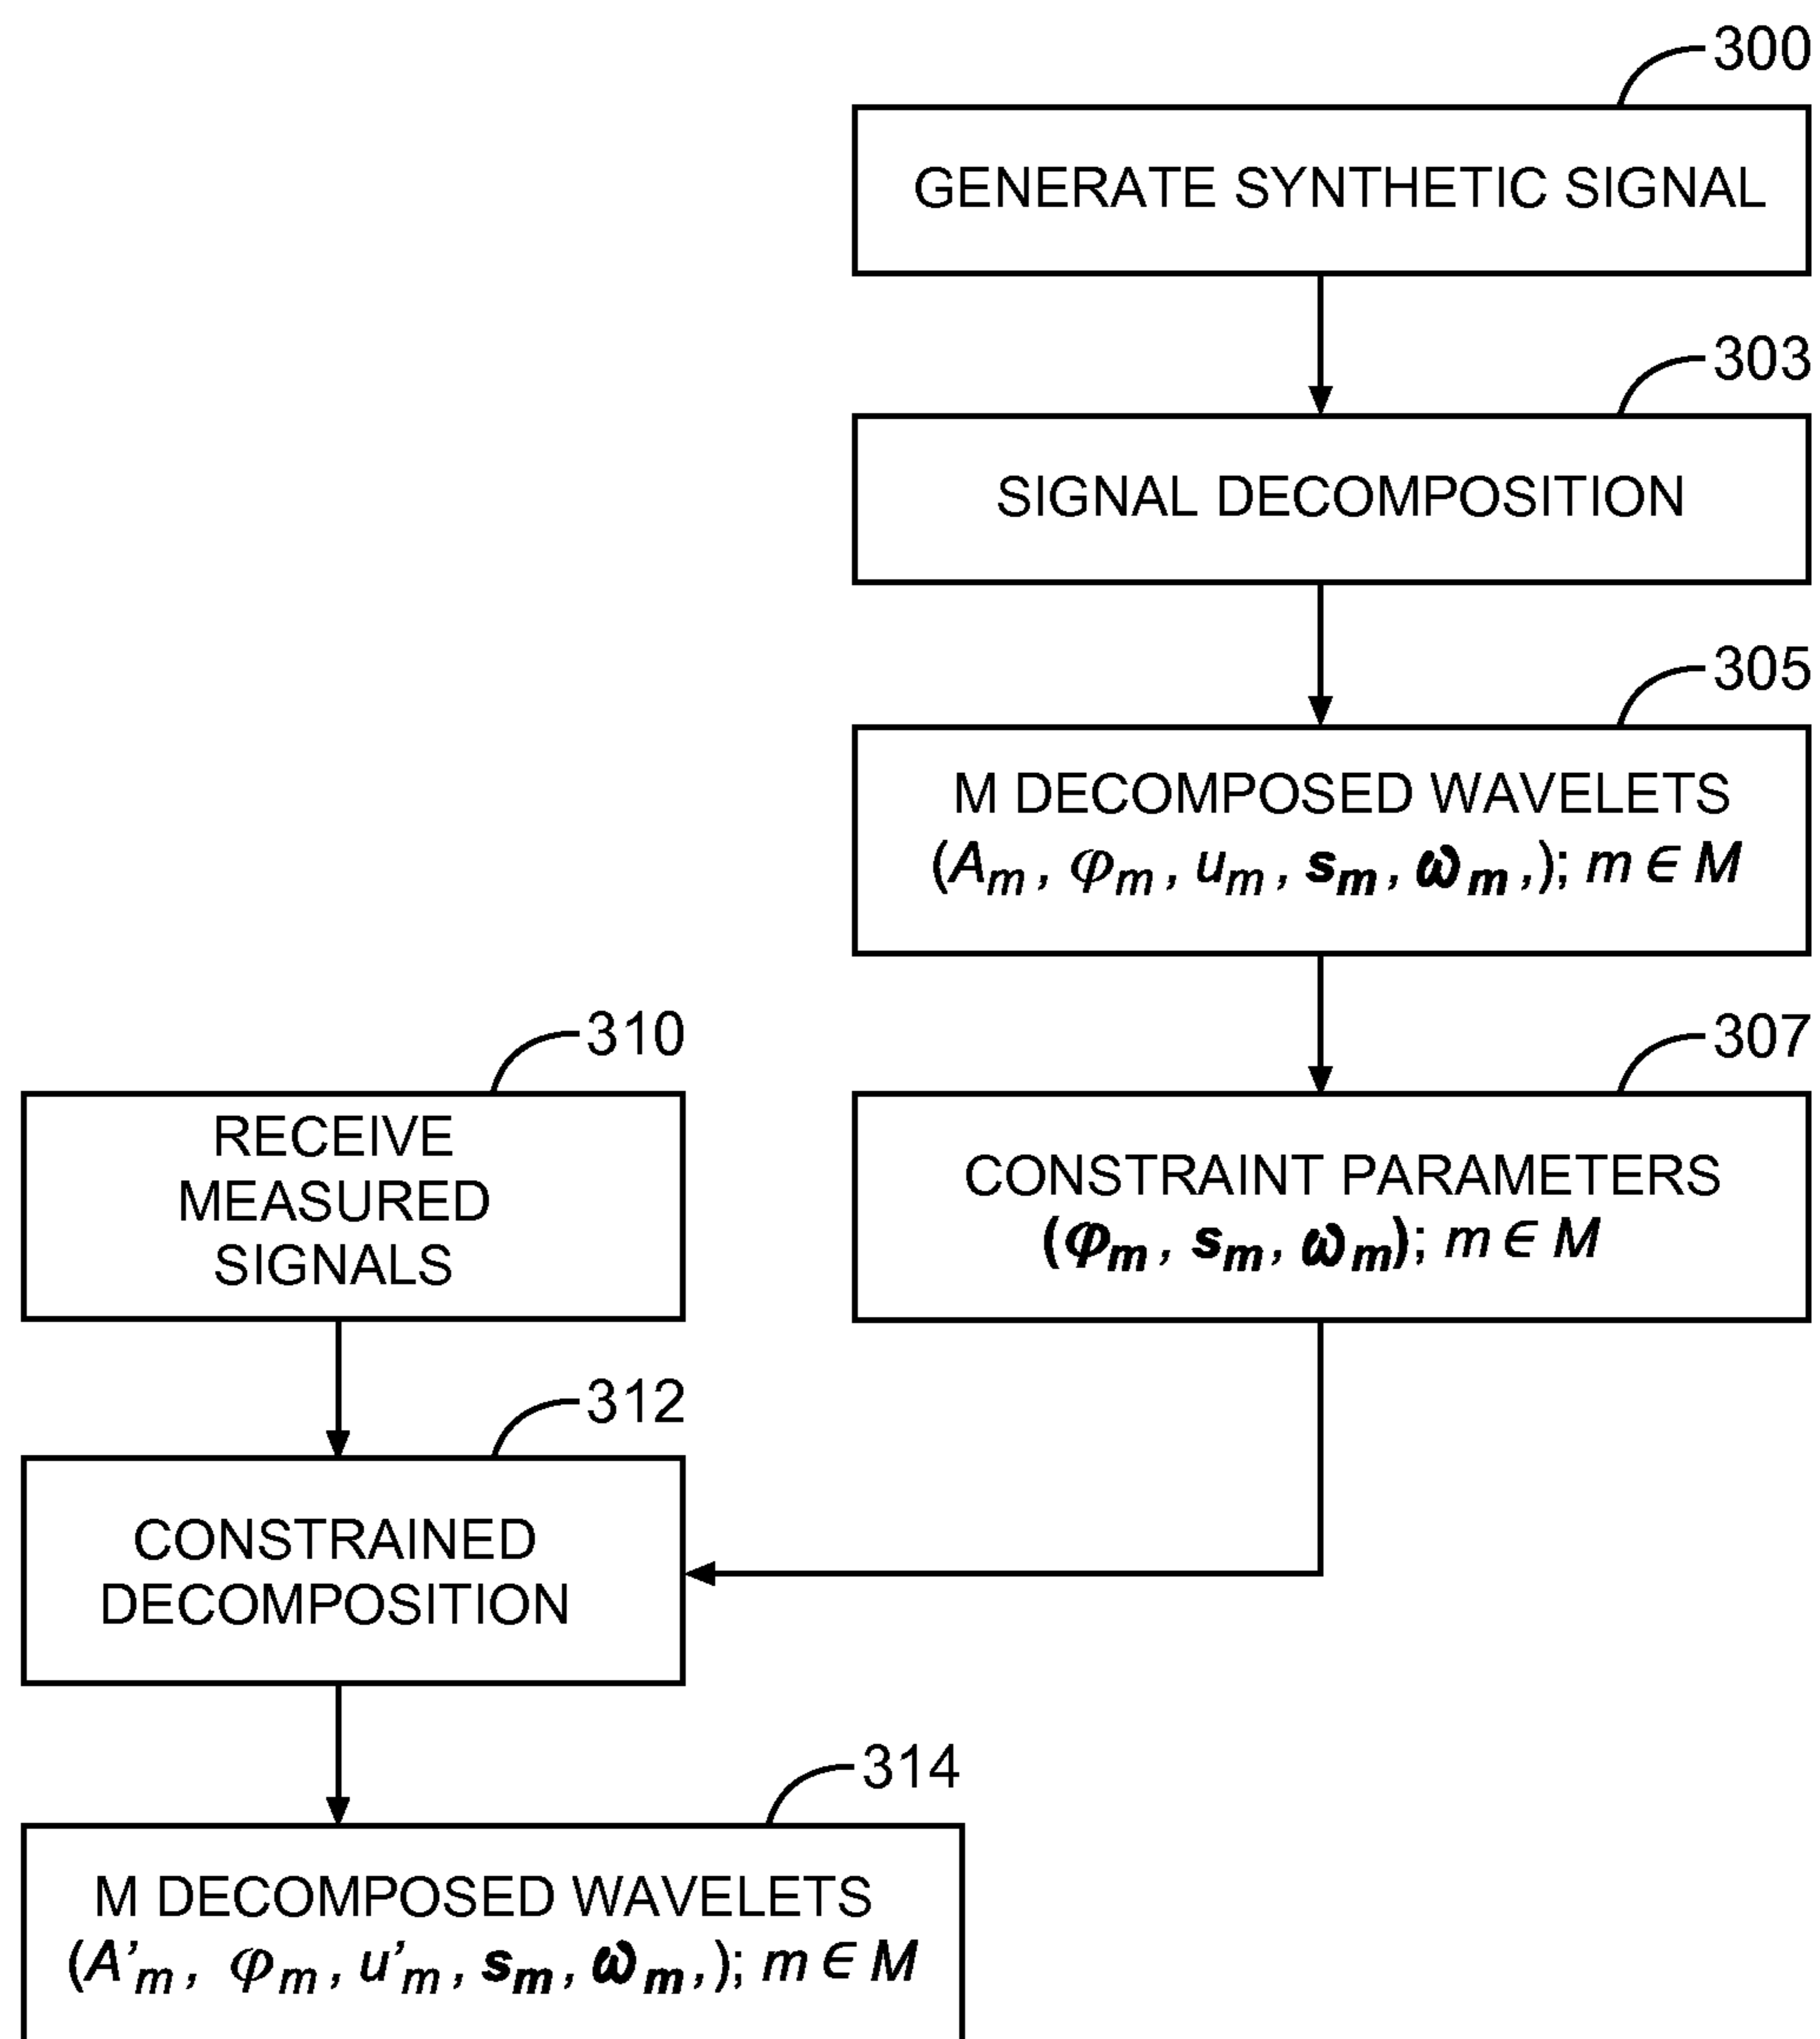 300
GENERATE SYNTHETIC SIGNAL
303
SIGNAL DECOMPOSITION
305
M DECOMPOSED WAVELETS
(Aₘ, φₘ, uₘ, sₘ, ωₘ,); m ∈ M
307
CONSTRAINT PARAMETERS
(φₘ, sₘ, ωₘ); m ∈ M
310
RECEIVE
MEASURED
SIGNALS
312
CONSTRAINED
DECOMPOSITION
314
M DECOMPOSED WAVELETS
(A’ₘ, φₘ, u’ₘ, sₘ, ωₘ,); m ∈ M